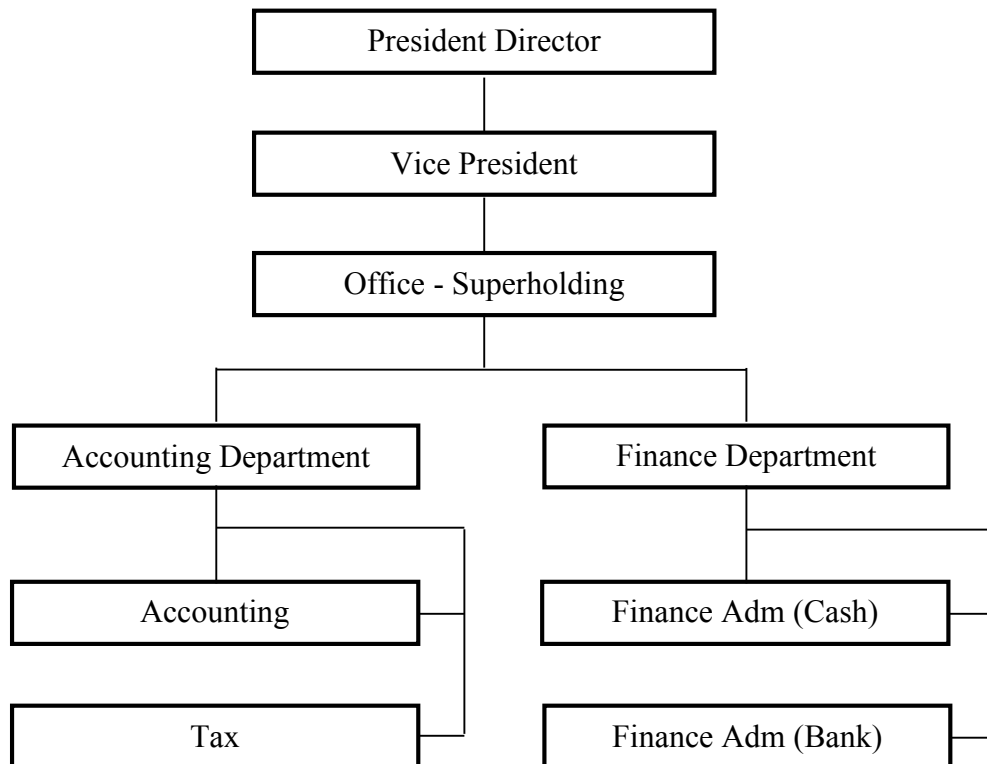 President Director
Vice President
Office - Superholding
Accounting Department
Finance Department
Accounting
Finance Adm (Cash)
Tax
Finance Adm (Bank)